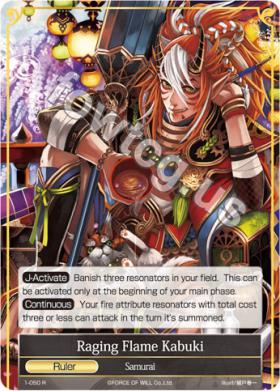 fowtcg.us
J-Activate Banish three resonators in your field. This can
be activated only at the beginning of your main phase.
Continuous Your fire attribute resonators with total cost
three or less can attack in the turn it's summoned.
Raging Flame Kabuki
Ruler Samurai
1-050 R ©FORCE OF WILL Co.,Ltd.